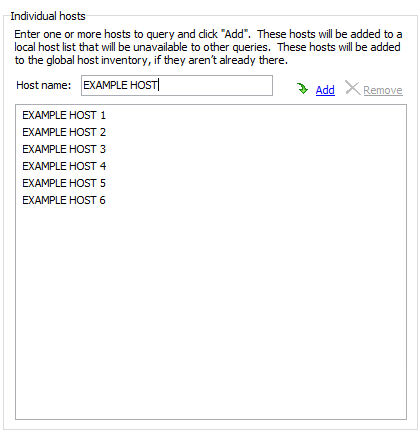 Individual hosts
Enter one or more hosts to query and click "Add".  These hosts will be added to a
local host list that will be unavailable to other queries.  These hosts will be added
to the global host inventory, if they aren't already there.
Host name: EXAMPLE HOST Add Remove
EXAMPLE HOST 1
EXAMPLE HOST 2
EXAMPLE HOST 3
EXAMPLE HOST 4
EXAMPLE HOST 5
EXAMPLE HOST 6